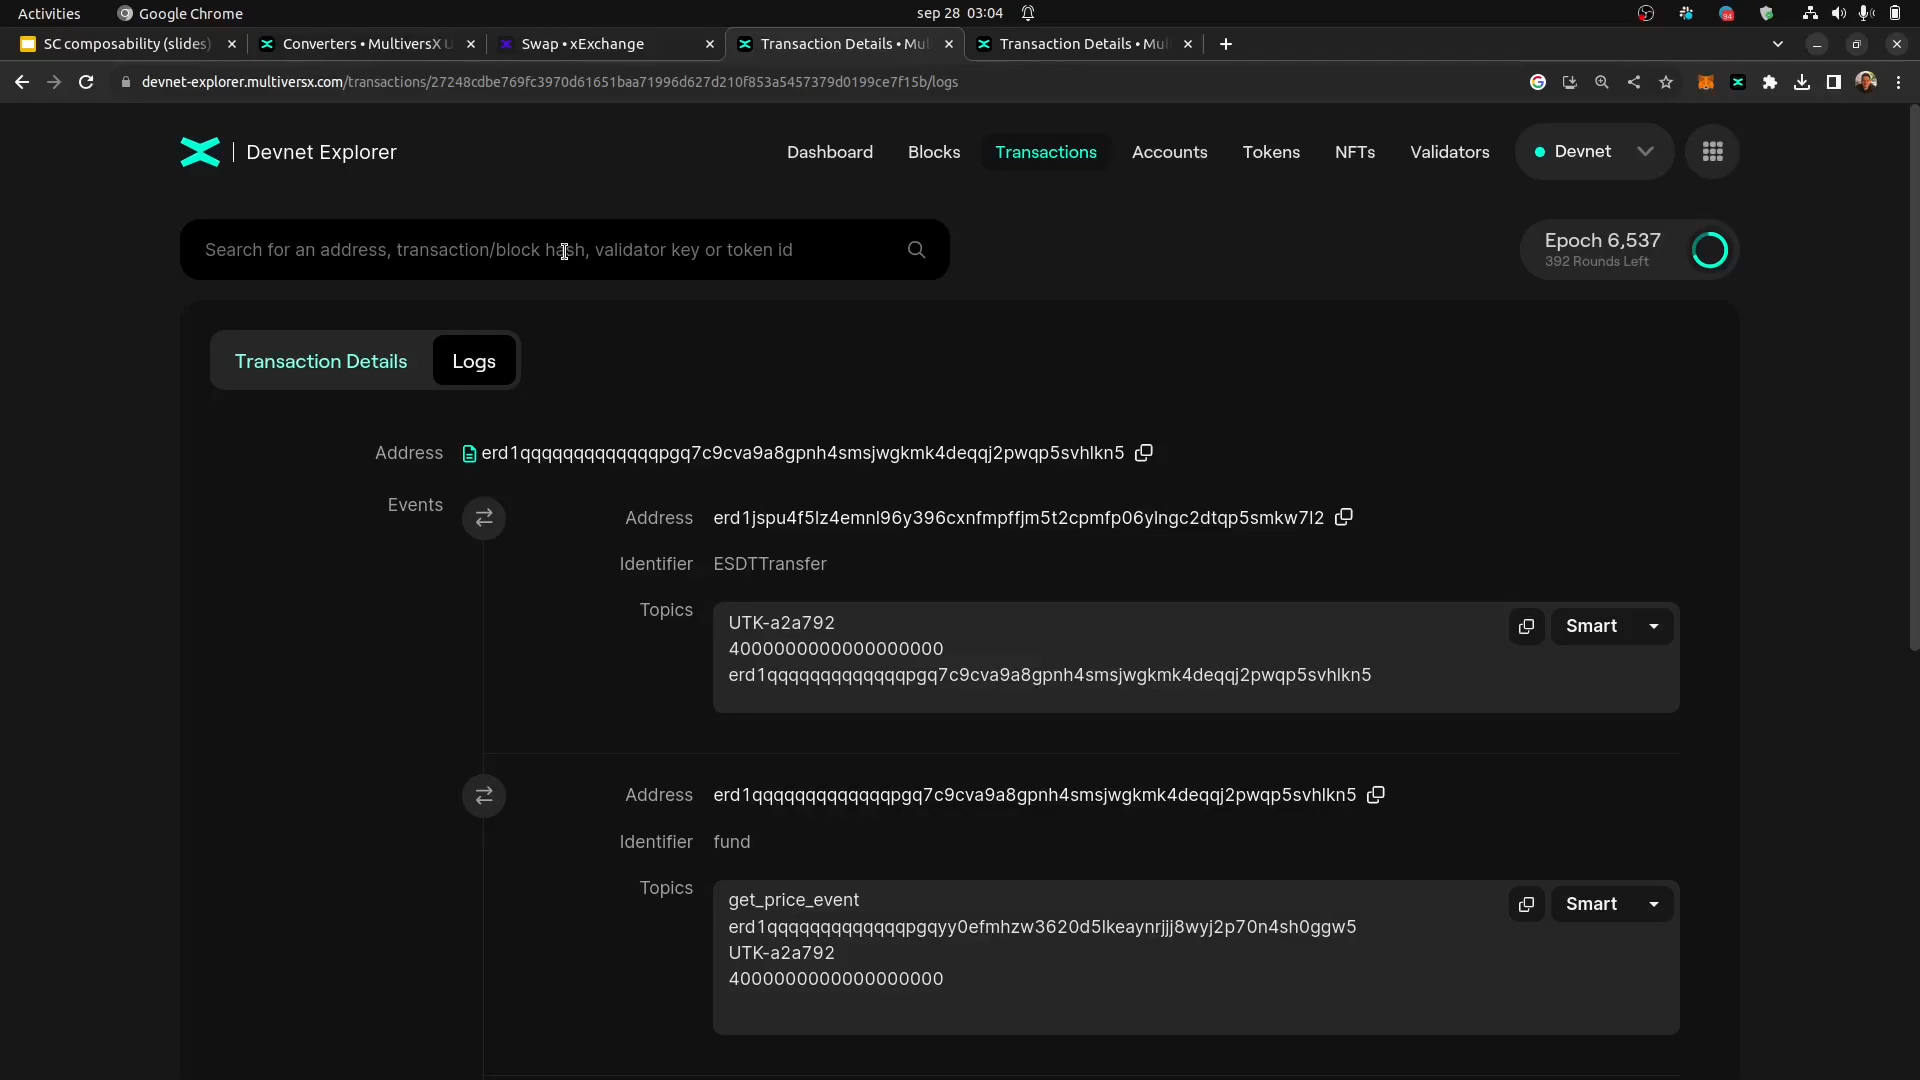 Activities
Google Chrome
sep 28 03:04
94
SC composability (slides)
Converters • MultiversX U
Swap • xExchange
Transaction Details • Mul
Transaction Details • Mul
devnet-explorer.multiversx.com/transactions/27248cdbe769fc3970d61651baa71996d627d210f853a5457379d0199ce7f15b/logs
Devnet Explorer
Dashboard
Blocks
Transactions
Accounts
Tokens
NFTs
Validators
Devnet
Search for an address, transaction/block hash, validator key or token id
Epoch 6,537
392 Rounds Left
Transaction Details
Logs
Address
erd1qqqqqqqqqqqqqpgq7c9cva9a8gpnh4smsjwgkmk4deqqj2pwqp5svhlkn5
Events
Address
erd1jspu4f5lz4emnl96y396cxnfmpffjm5t2cpmfp06ylngc2dtqp5smkw7l2
Identifier
ESDTTransfer
Topics
UTK-a2a792
4000000000000000000
erd1qqqqqqqqqqqqqpgq7c9cva9a8gpnh4smsjwgkmk4deqqj2pwqp5svhlkn5
Smart
Address
erd1qqqqqqqqqqqqqpgq7c9cva9a8gpnh4smsjwgkmk4deqqj2pwqp5svhlkn5
Identifier
fund
Topics
get_price_event
erd1qqqqqqqqqqqqqpgqyy0efmhzw3620d5lkeaynrjjj8wyj2p70n4sh0ggw5
UTK-a2a792
4000000000000000000
Smart